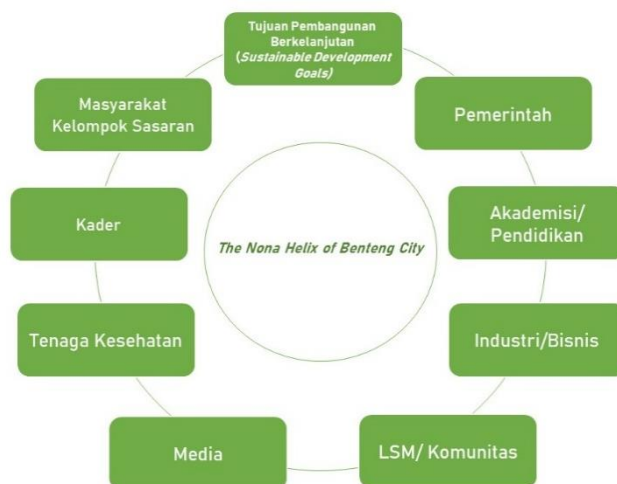 Tujuan Pembangunan
Berkelanjutan
(Sustainable Development
Goals)
Pemerintah
Akademisi/
Pendidikan
Industri/Bisnis
LSM/ Komunitas
Media
Tenaga Kesehatan
Kader
Masyarakat
Kelompok Sasaran
The Nona Helix of Benteng City